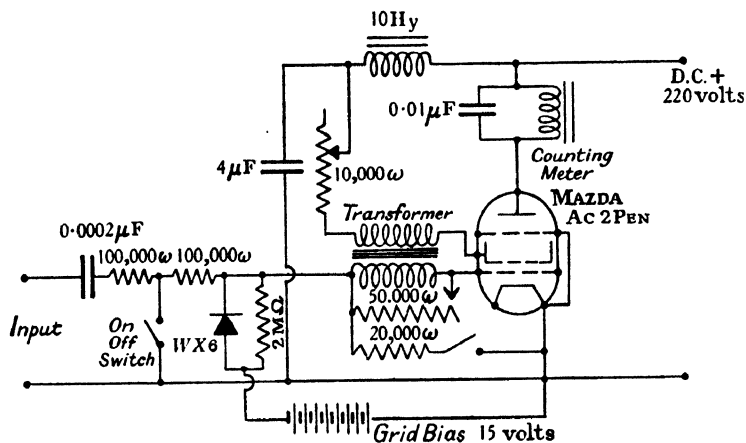 10Hy
D.C.+
220 volts
0·01μF
Counting
Meter
4μF
10,000ω
MAZDA
AC 2PEN
Transformer
0·0002μF
100,000ω
100,000ω
50.000ω
20,000ω
Input
On
Off
Switch
WX6
2MΩ
Grid Bias 15 volts